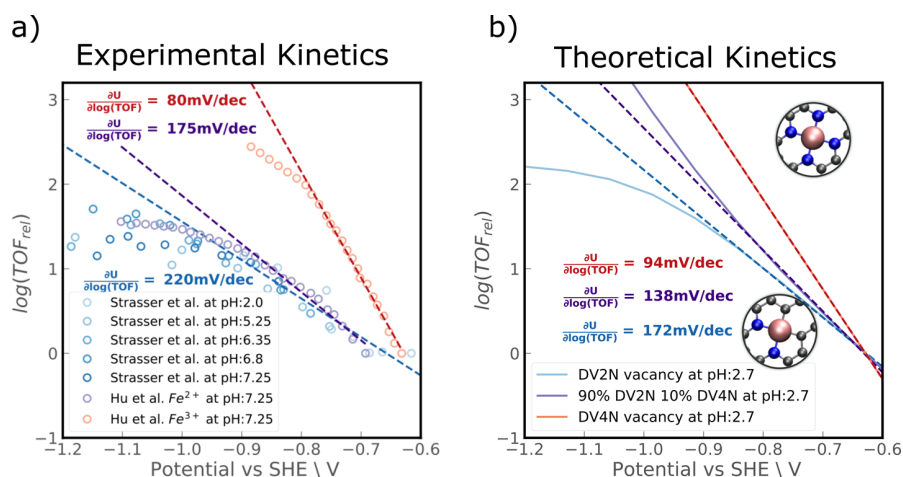 a)
Experimental Kinetics
log(TOF_rel)
3
2
1
0
−1
∂U/∂log(TOF) = 80mV/dec
∂U/∂log(TOF) = 175mV/dec
∂U/∂log(TOF) = 220mV/dec
Strasser et al. at pH:2.0
Strasser et al. at pH:5.25
Strasser et al. at pH:6.35
Strasser et al. at pH:6.8
Strasser et al. at pH:7.25
Hu et al. Fe²⁺ at pH:7.25
Hu et al. Fe³⁺ at pH:7.25
−1.2 −1.1 −1.0 −0.9 −0.8 −0.7 −0.6
Potential vs SHE \ V
b)
Theoretical Kinetics
log(TOF_rel)
3
2
1
0
−1
∂U/∂log(TOF) = 94mV/dec
∂U/∂log(TOF) = 138mV/dec
∂U/∂log(TOF) = 172mV/dec
DV2N vacancy at pH:2.7
90% DV2N 10% DV4N at pH:2.7
DV4N vacancy at pH:2.7
−1.2 −1.1 −1.0 −0.9 −0.8 −0.7 −0.6
Potential vs SHE \ V